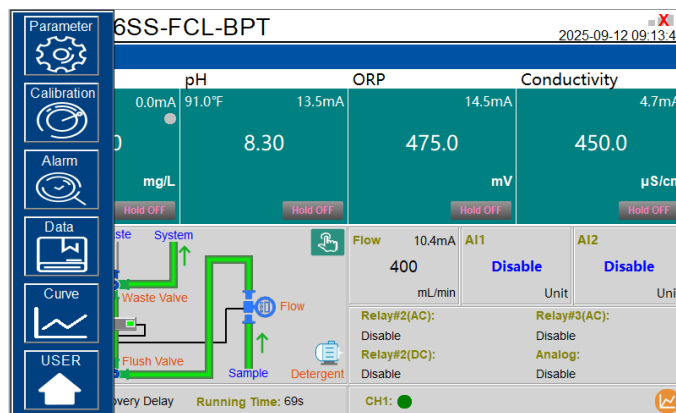 Parameter
6SS-FCL-BPT
X
2025-09-12 09:13:4
pH
ORP
Conductivity
Calibration
0.0mA
91.0°F
13.5mA
14.5mA
4.7mA
0
8.30
475.0
450.0
mg/L
mV
µS/cm
Hold OFF
Hold OFF
Hold OFF
Hold OFF
Alarm
Data
Curve
USER
ste
System
Waste Valve
Flow
Flush Valve
Sample
Detergent
Flow
10.4mA
400
mL/min
AI1
Disable
Unit
AI2
Disable
Uni
Relay#2(AC):
Relay#3(AC):
Disable
Disable
Relay#2(DC):
Analog:
Disable
Disable
overy Delay
Running Time: 69s
CH1: